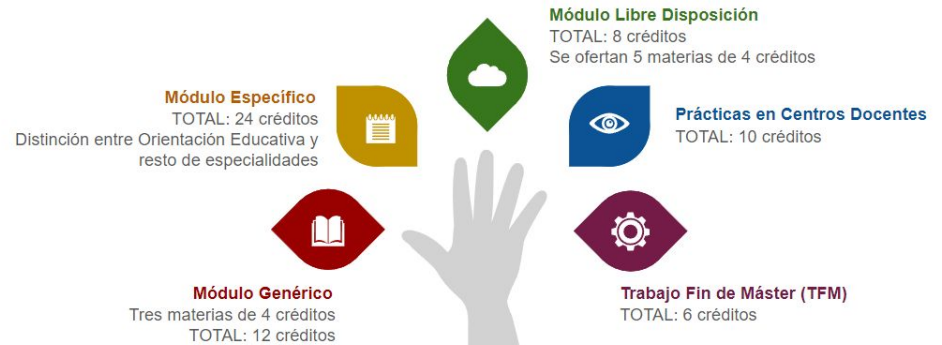 Módulo Libre Disposición
TOTAL: 8 créditos
Se ofertan 5 materias de 4 créditos
Módulo Específico
TOTAL: 24 créditos
Distinción entre Orientación Educativa y
resto de especialidades
Prácticas en Centros Docentes
TOTAL: 10 créditos
Módulo Genérico
Tres materias de 4 créditos
TOTAL: 12 créditos
Trabajo Fin de Máster (TFM)
TOTAL: 6 créditos